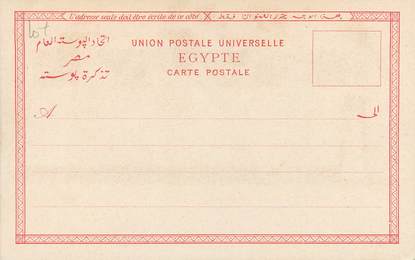 L'adresse seule doit être écrite de ce côté.
UNION POSTALE UNIVERSELLE
EGYPTE
CARTE POSTALE
اتحاد البوستة العام
مصر
تذكرة بوسته
A.
الى